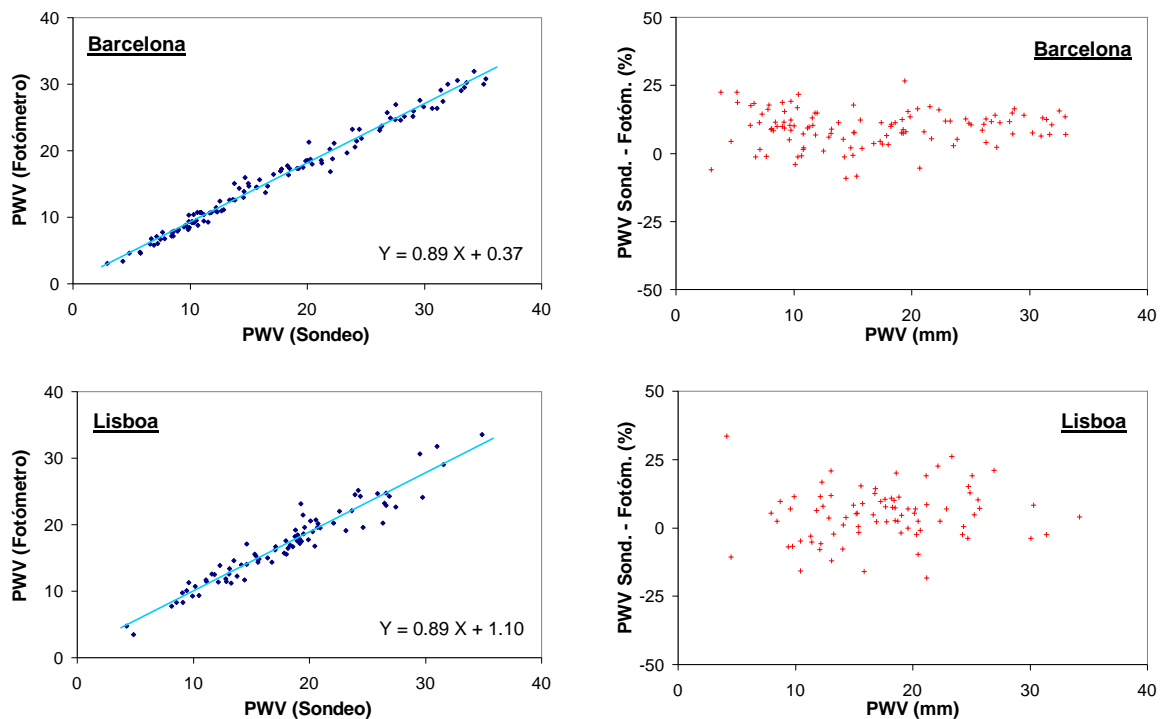 40
30
20
10
0
PWV (Fotómetro)
Barcelona
Y = 0.89 X + 0.37
0 10 20 30 40
PWV (Sondeo)
50
25
0
-25
-50
PWV Sond. - Fotóm. (%)
Barcelona
0 10 20 30 40
PWV (mm)
40
30
20
10
0
PWV (Fotómetro)
Lisboa
Y = 0.89 X + 1.10
0 10 20 30 40
PWV (Sondeo)
50
25
0
-25
-50
PWV Sond. - Fotóm. (%)
Lisboa
0 10 20 30 40
PWV (mm)